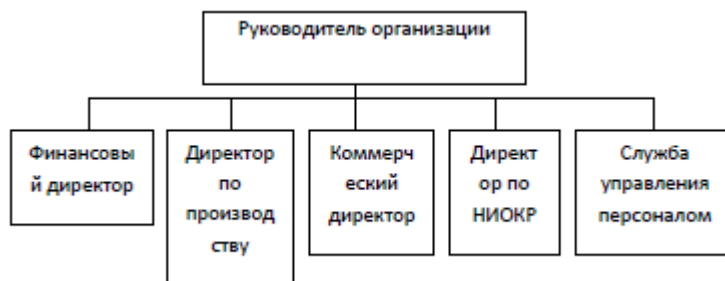 Руководитель организации
Финансовы
й директор
Директор
по
производ
ству
Коммерч
еский
директор
Директ
ор по
НИОКР
Служба
управления
персоналом